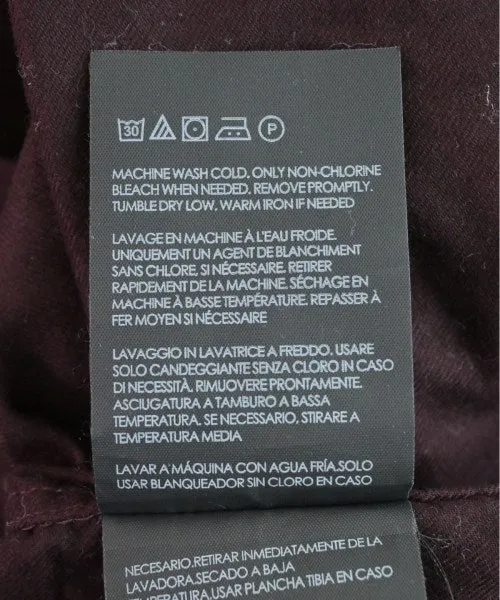 30 P
MACHINE WASH COLD. ONLY NON-CHLORINE
BLEACH WHEN NEEDED. REMOVE PROMPTLY.
TUMBLE DRY LOW. WARM IRON IF NEEDED
LAVAGE EN MACHINE À L'EAU FROIDE.
UNIQUEMENT UN AGENT DE BLANCHIMENT
SANS CHLORE, SI NÉCESSAIRE. RETIRER
RAPIDEMENT DE LA MACHINE. SÉCHAGE EN
MACHINE À BASSE TEMPÉRATURE. REPASSER À
FER MOYEN SI NÉCESSAIRE
LAVAGGIO IN LAVATRICE A FREDDO. USARE
SOLO CANDEGGIANTE SENZA CLORO IN CASO
DI NECESSITÀ. RIMUOVERE PRONTAMENTE.
ASCIUGATURA A TAMBURO A BASSA
TEMPERATURA. SE NECESSARIO, STIRARE A
TEMPERATURA MEDIA
LAVAR A MÁQUINA CON AGUA FRÍA.SOLO
USAR BLANQUEADOR SIN CLORO EN CASO
NECESARIO.RETIRAR INMEDIATAMENTE DE LA
LAVADORA.SECADO A BAJA
TEMPERATURA.USAR PLANCHA TIBIA EN CASO